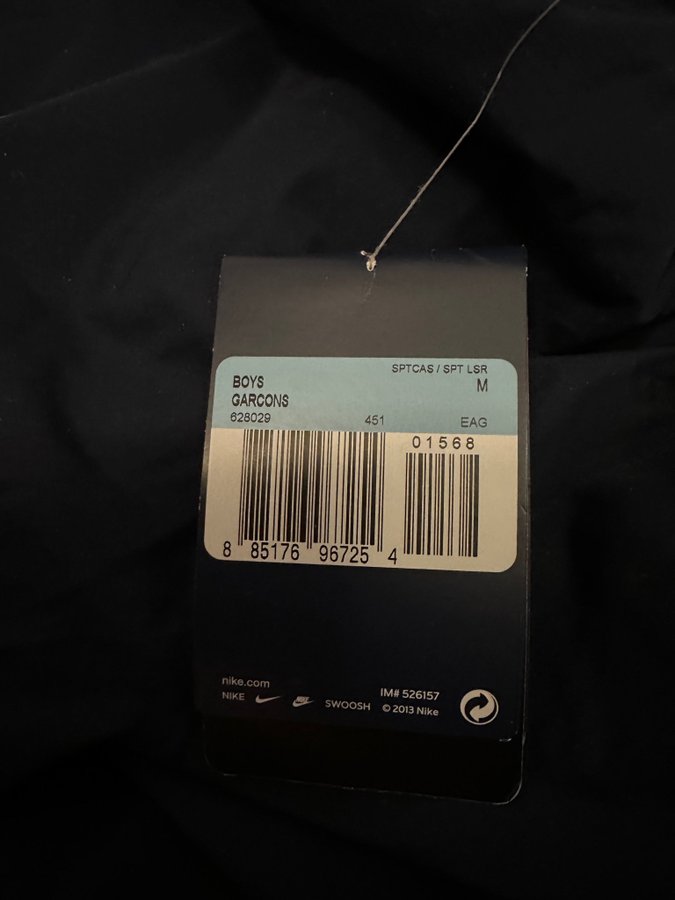 SPTCAS / SPT LSR
BOYS M
GARCONS
628029 451 EAG
01568
8 85176 96725 4
nike.com
NIKE SWOOSH
IM# 526157
© 2013 Nike